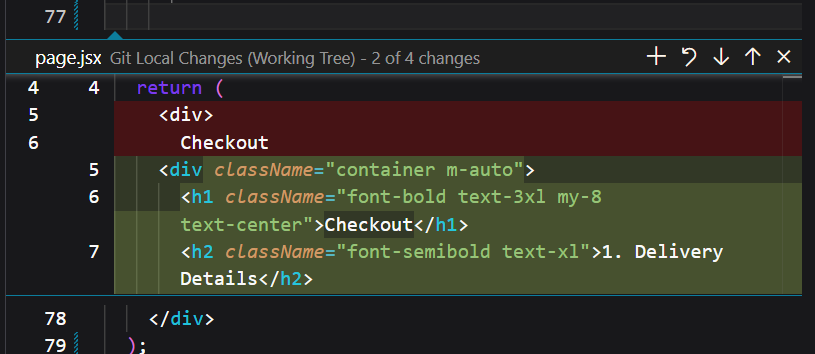 77
page.jsx Git Local Changes (Working Tree) - 2 of 4 changes
4 4 return (
5 <div>
6 Checkout
5 <div className="container m-auto">
6 <h1 className="font-bold text-3xl my-8
text-center">Checkout</h1>
7 <h2 className="font-semibold text-xl">1. Delivery
Details</h2>
78 </div>
79 );